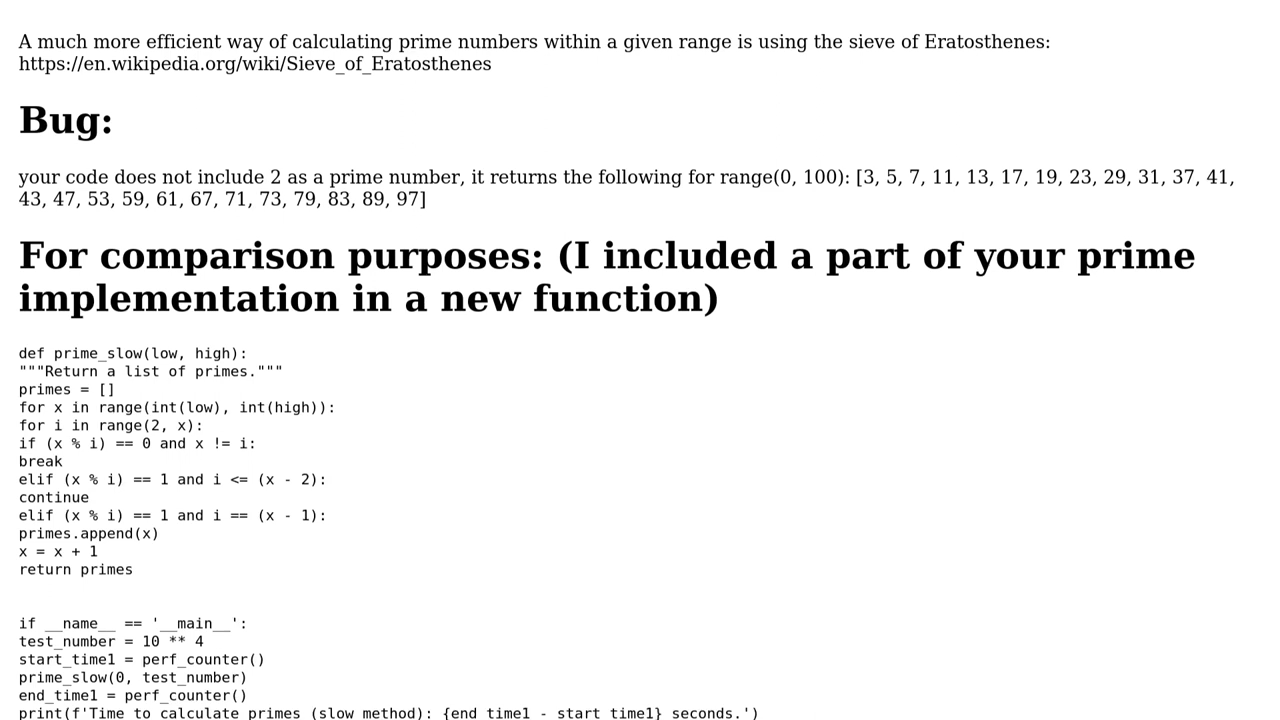 A much more efficient way of calculating prime numbers within a given range is using the sieve of Eratosthenes:
https://en.wikipedia.org/wiki/Sieve_of_Eratosthenes
Bug:
your code does not include 2 as a prime number, it returns the following for range(0, 100): [3, 5, 7, 11, 13, 17, 19, 23, 29, 31, 37, 41,
43, 47, 53, 59, 61, 67, 71, 73, 79, 83, 89, 97]
For comparison purposes: (I included a part of your prime
implementation in a new function)
def prime_slow(low, high):
"""Return a list of primes."""
primes = []
for x in range(int(low), int(high)):
for i in range(2, x):
if (x % i) == 0 and x != i:
break
elif (x % i) == 1 and i <= (x - 2):
continue
elif (x % i) == 1 and i == (x - 1):
primes.append(x)
x = x + 1
return primes
if __name__ == '__main__':
test_number = 10 ** 4
start_time1 = perf_counter()
prime_slow(0, test_number)
end_time1 = perf_counter()
print(f'Time to calculate primes (slow method): {end_time1 - start_time1} seconds.')